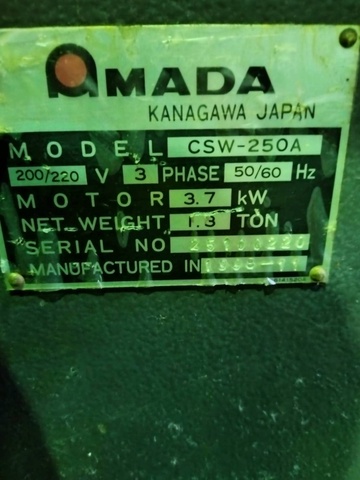 AMADA
KANAGAWA JAPAN
MODEL CSW-250A
200/220 V 3 PHASE 50/60 Hz
MOTOR 3.7 kW
NET WEIGHT 1.3 TON
SERIAL NO
MANUFACTURED IN